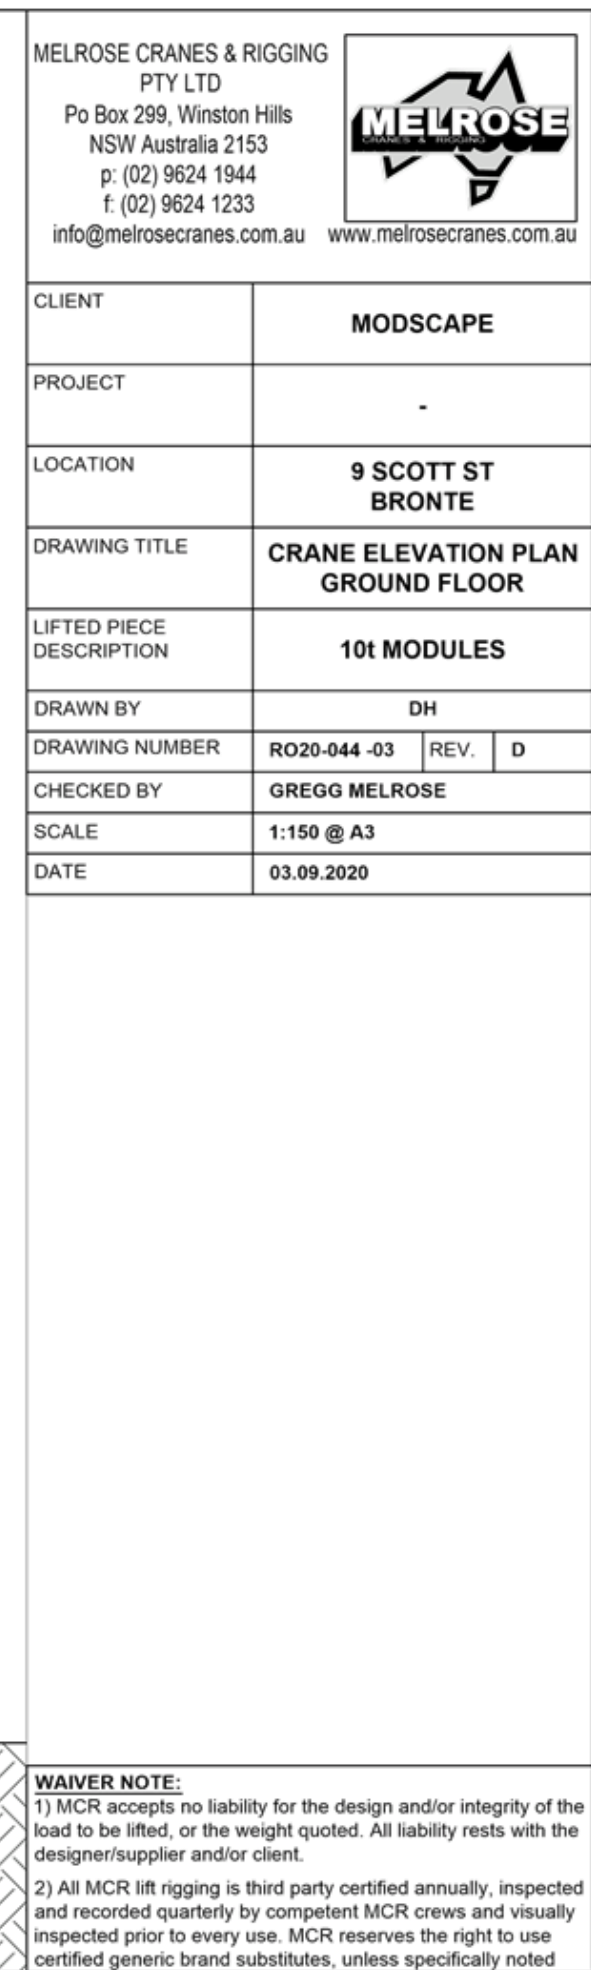 MELROSE CRANES & RIGGING
PTY LTD
Po Box 299, Winston Hills
NSW Australia 2153
p: (02) 9624 1944
f: (02) 9624 1233
info@melrosecranes.com.au
MELROSE
CRANES & RIGGING
www.melrosecranes.com.au
CLIENT
MODSCAPE
PROJECT
-
LOCATION
9 SCOTT ST
BRONTE
DRAWING TITLE
CRANE ELEVATION PLAN
GROUND FLOOR
LIFTED PIECE
DESCRIPTION
10t MODULES
DRAWN BY
DH
DRAWING NUMBER
RO20-044 -03
REV.
D
CHECKED BY
GREGG MELROSE
SCALE
1:150 @ A3
DATE
03.09.2020
WAIVER NOTE:
1) MCR accepts no liability for the design and/or integrity of the
load to be lifted, or the weight quoted. All liability rests with the
designer/supplier and/or client.
2) All MCR lift rigging is third party certified annually, inspected
and recorded quarterly by competent MCR crews and visually
inspected prior to every use. MCR reserves the right to use
certified generic brand substitutes, unless specifically noted